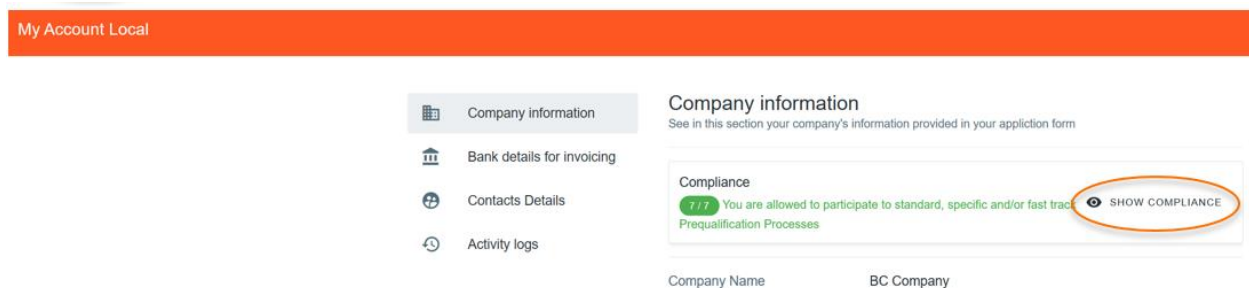 My Account Local
Company information
Bank details for invoicing
Contacts Details
Activity logs
Company information
See in this section your company's information provided in your appliction form
Compliance
7 / 7 You are allowed to participate to standard, specific and/or fast track
Prequalification Processes
SHOW COMPLIANCE
Company Name BC Company